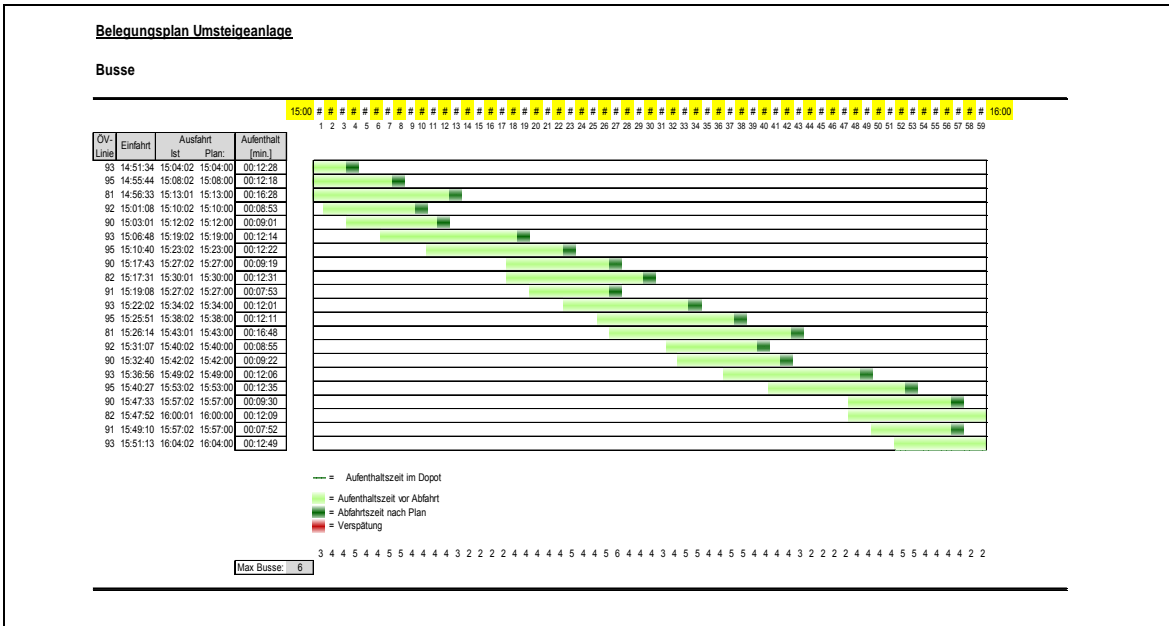 Belegungsplan Umsteigeanlage
Busse
15:00 # # # # # # # # # # # # # # # # # # # # # # # # # # # # # # # # # # # # # # # # # # # # # # # # # # # # # # # # # # # 16:00
1 2 3 4 5 6 7 8 9 10 11 12 13 14 15 16 17 18 19 20 21 22 23 24 25 26 27 28 29 30 31 32 33 34 35 36 37 38 39 40 41 42 43 44 45 46 47 48 49 50 51 52 53 54 55 56 57 58 59
ÖV-Linie Einfahrt Ausfahrt Ist Plan: Aufenthalt [min.]
93 14:51:34 15:04:02 15:04:00 00:12:28
95 14:55:44 15:08:02 15:08:00 00:12:18
81 14:56:33 15:13:01 15:13:00 00:16:28
92 15:01:08 15:10:02 15:10:00 00:08:53
90 15:03:01 15:12:02 15:12:00 00:09:01
93 15:06:48 15:19:02 15:19:00 00:12:14
95 15:10:40 15:23:02 15:23:00 00:12:22
90 15:17:43 15:27:02 15:27:00 00:09:19
82 15:17:31 15:30:01 15:30:00 00:12:31
91 15:19:08 15:27:02 15:27:00 00:07:53
93 15:22:02 15:34:02 15:34:00 00:12:01
95 15:25:51 15:38:02 15:38:00 00:12:11
81 15:26:14 15:43:01 15:43:00 00:16:48
92 15:31:07 15:40:02 15:40:00 00:08:55
90 15:32:40 15:42:02 15:42:00 00:09:22
93 15:36:56 15:49:02 15:49:00 00:12:06
95 15:40:27 15:53:02 15:53:00 00:12:35
90 15:47:33 15:57:02 15:57:00 00:09:30
82 15:47:52 16:00:01 16:00:00 00:12:09
91 15:49:10 15:57:02 15:57:00 00:07:52
93 15:51:13 16:04:02 16:04:00 00:12:49
= Aufenthaltszeit im Dopot
= Aufenthaltszeit vor Abfahrt
= Abfahrtszeit nach Plan
= Verspätung
3 4 4 5 4 4 5 5 4 4 4 4 3 2 2 2 2 4 4 4 4 4 5 4 4 5 6 4 4 4 3 4 5 5 4 4 5 5 4 4 4 4 3 2 2 2 2 4 4 4 4 5 5 4 4 4 4 2 2
Max Busse: 6